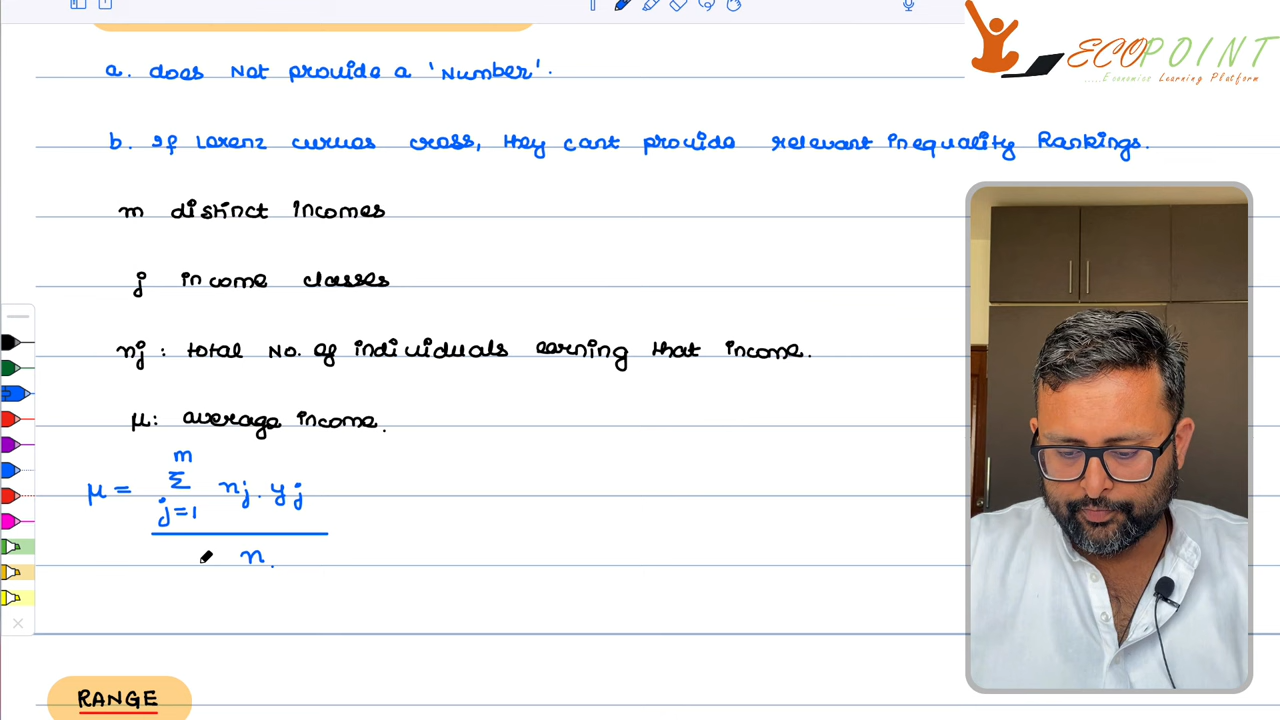 ECOPOINT
.....Economics Learning Platform
a. Does Not provide a 'Number'.
b. If Lorenz curves cross, they cant provide relevant inequality Rankings.
m distinct incomes
j income classes
nj : total No. of individuals earning that income.
μ: average income.
m
μ = Σ nj . yj
j=1
n.
RANGE